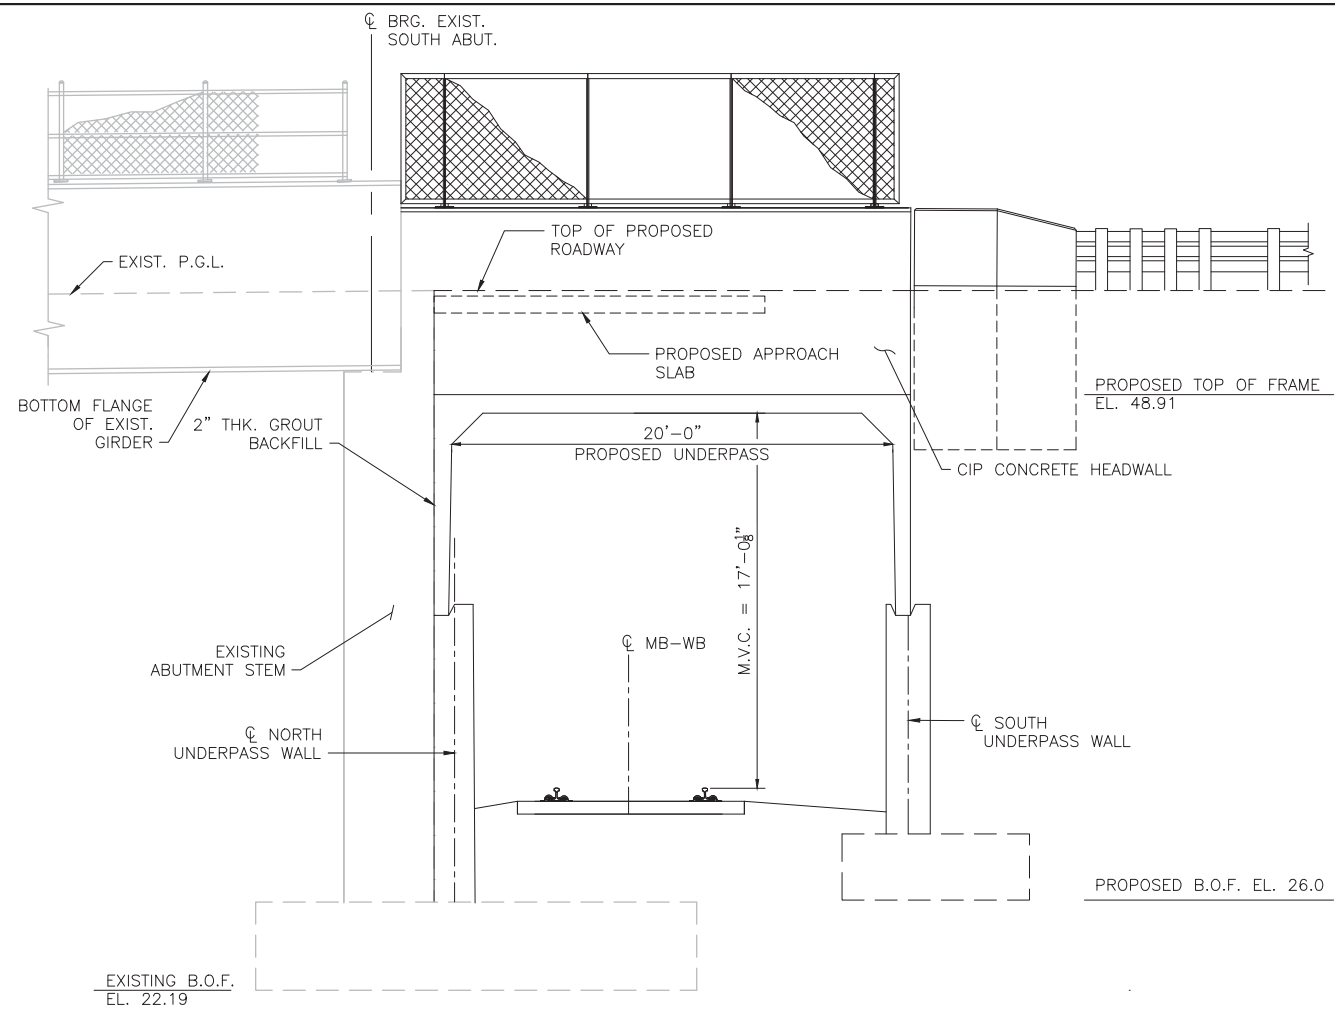 ℄ BRG. EXIST.
SOUTH ABUT.
TOP OF PROPOSED
ROADWAY
EXIST. P.G.L.
PROPOSED APPROACH
SLAB
PROPOSED TOP OF FRAME
EL. 48.91
BOTTOM FLANGE
OF EXIST.
GIRDER
2" THK. GROUT
BACKFILL
20'-0"
PROPOSED UNDERPASS
CIP CONCRETE HEADWALL
M.V.C. = 17'-0⅛"
EXISTING
ABUTMENT STEM
℄ MB-WB
℄ NORTH
UNDERPASS WALL
℄ SOUTH
UNDERPASS WALL
PROPOSED B.O.F. EL. 26.0
EXISTING B.O.F.
EL. 22.19